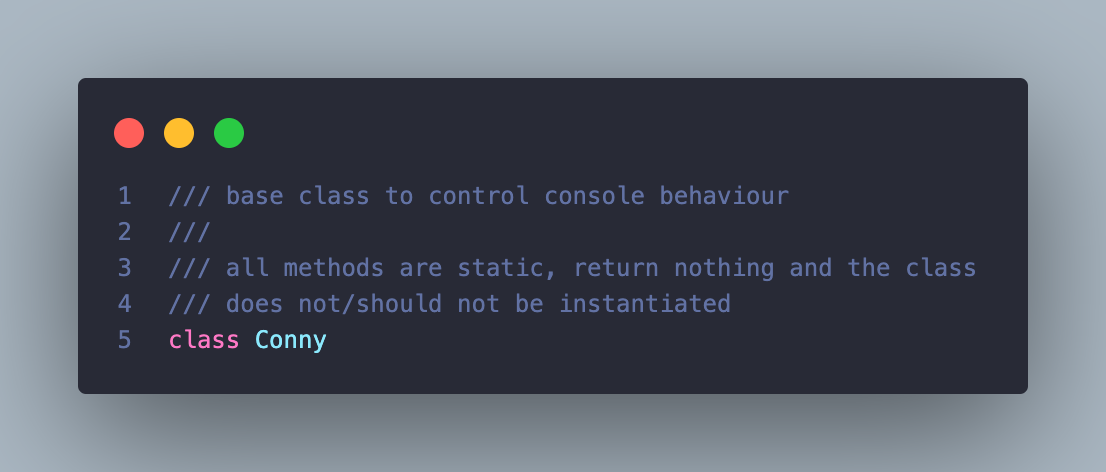 1 /// base class to control console behaviour
2 ///
3 /// all methods are static, return nothing and the class
4 /// does not/should not be instantiated
5 class Conny